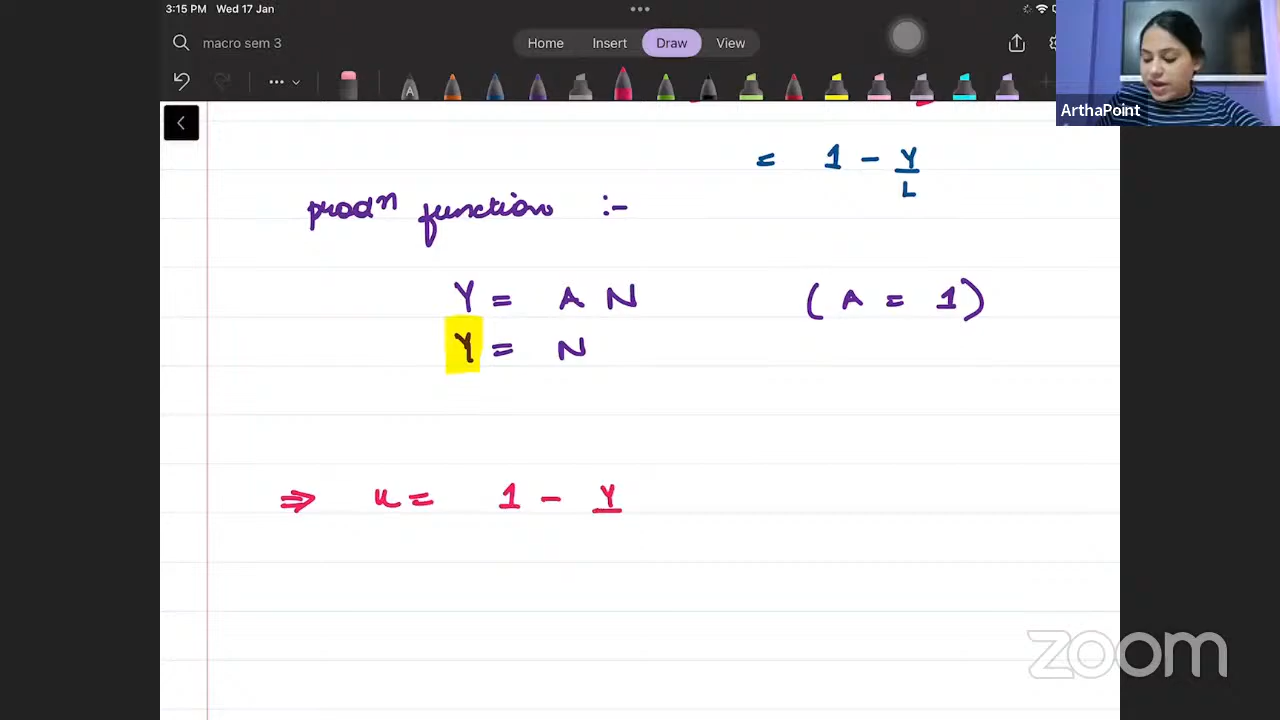 3:15 PM Wed 17 Jan
macro sem 3
Home Insert Draw View
A
ArthaPoint
= 1 - Y/L
prodⁿ function :-
Y = A N (A = 1)
Y = N
⇒ u = 1 - Y
zoom